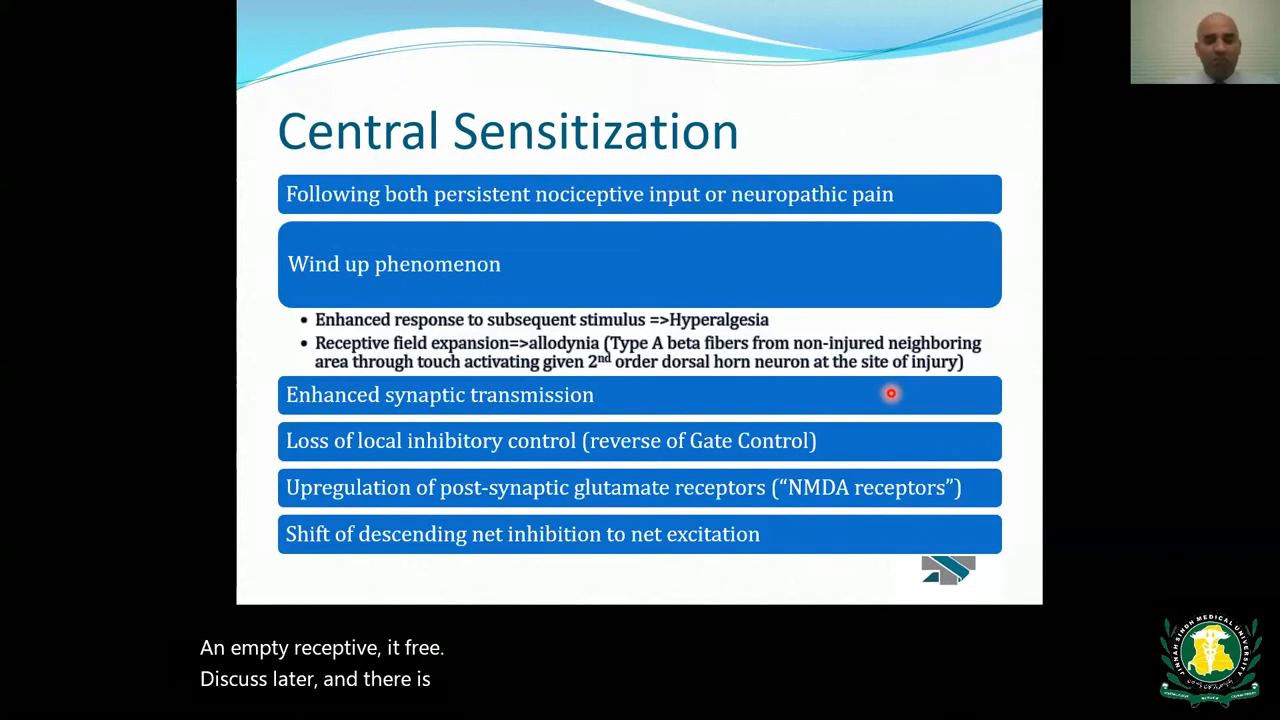 Central Sensitization
Following both persistent nociceptive input or neuropathic pain
Wind up phenomenon
• Enhanced response to subsequent stimulus =>Hyperalgesia
• Receptive field expansion=>allodynia (Type A beta fibers from non-injured neighboring
area through touch activating given 2nd order dorsal horn neuron at the site of injury)
Enhanced synaptic transmission
Loss of local inhibitory control (reverse of Gate Control)
Upregulation of post-synaptic glutamate receptors (“NMDA receptors”)
Shift of descending net inhibition to net excitation
An empty receptive, it free.
Discuss later, and there is
JINNAH SINDH MEDICAL UNIVERSITY